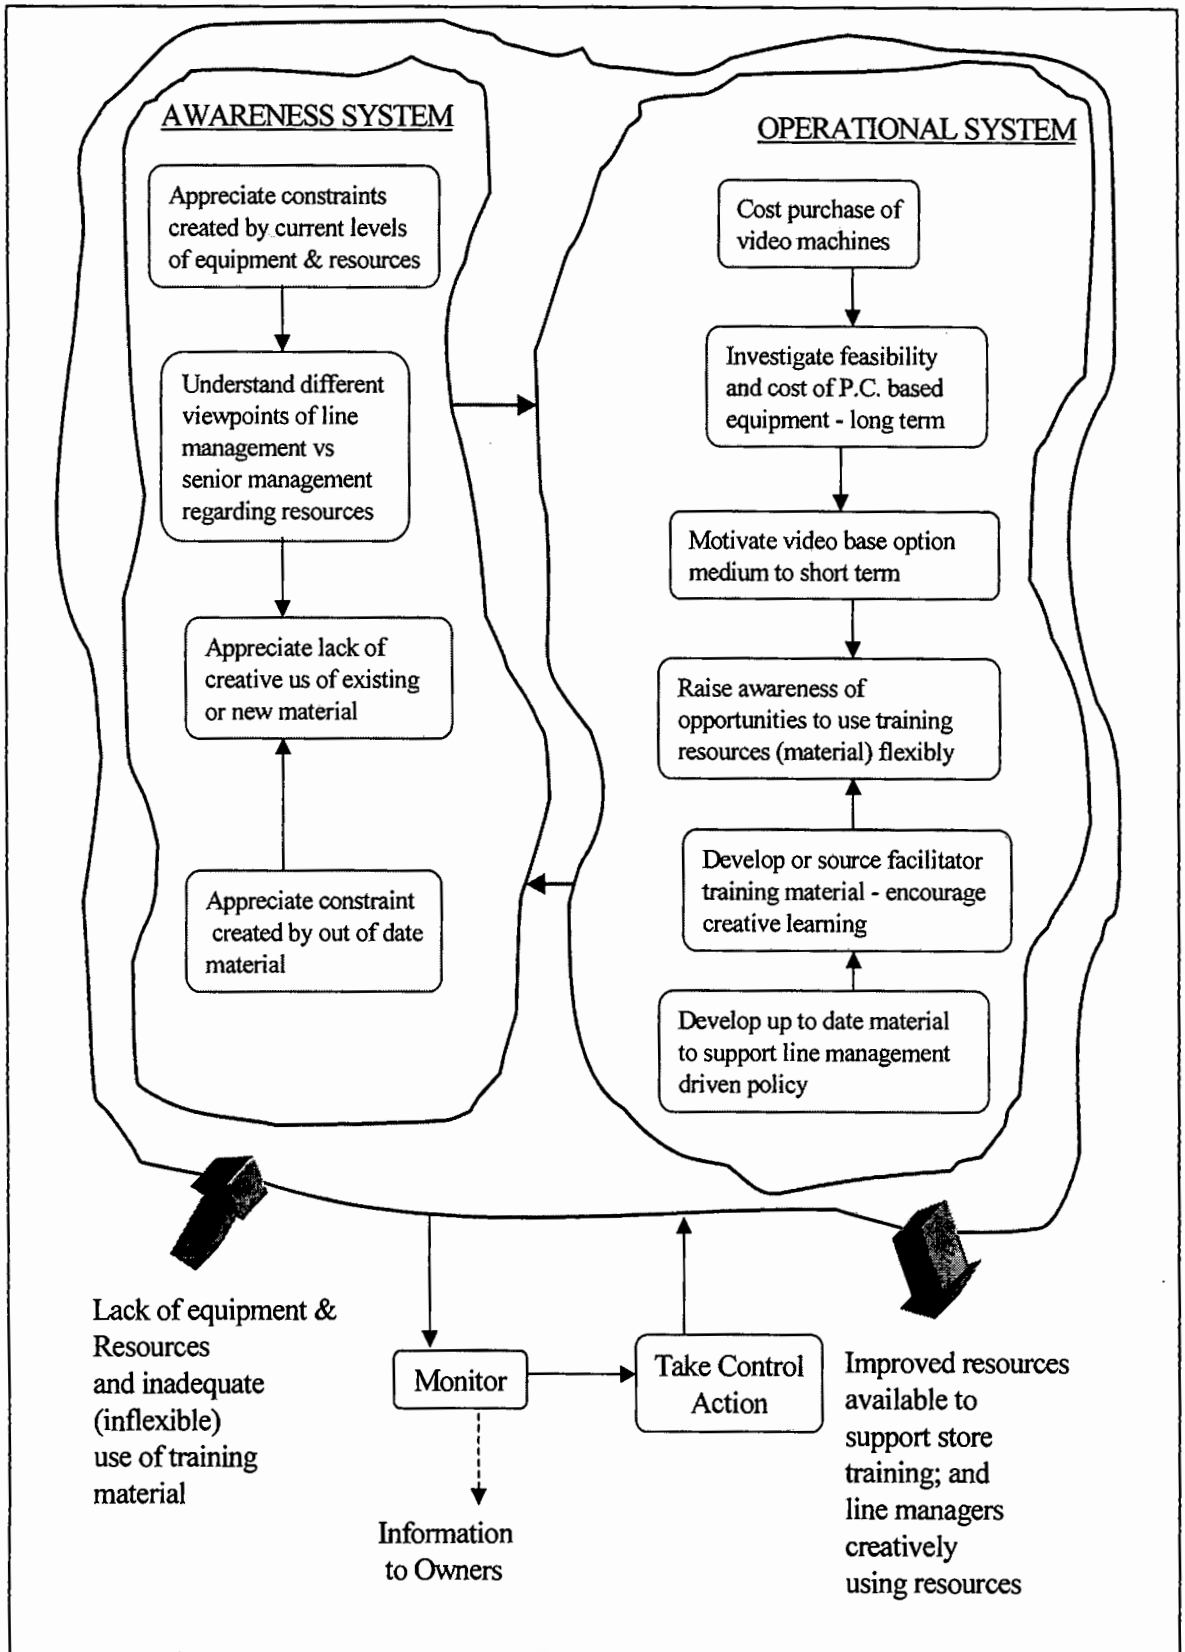 AWARENESS SYSTEM
Appreciate constraints
created by current levels
of equipment & resources
Understand different
viewpoints of line
management vs
senior management
regarding resources
Appreciate lack of
creative us of existing
or new material
Appreciate constraint
created by out of date
material
OPERATIONAL SYSTEM
Cost purchase of
video machines
Investigate feasibility
and cost of P.C. based
equipment - long term
Motivate video base option
medium to short term
Raise awareness of
opportunities to use training
resources (material) flexibly
Develop or source facilitator
training material - encourage
creative learning
Develop up to date material
to support line management
driven policy
Lack of equipment &
Resources
and inadequate
(inflexible)
use of training
material
Monitor
Take Control
Action
Information
to Owners
Improved resources
available to
support store
training; and
line managers
creatively
using resources